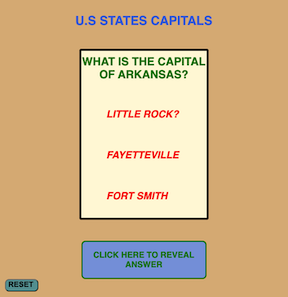 U.S STATES CAPITALS
WHAT IS THE CAPITAL
OF ARKANSAS?
LITTLE ROCK?
FAYETTEVILLE
FORT SMITH
CLICK HERE TO REVEAL
ANSWER
RESET